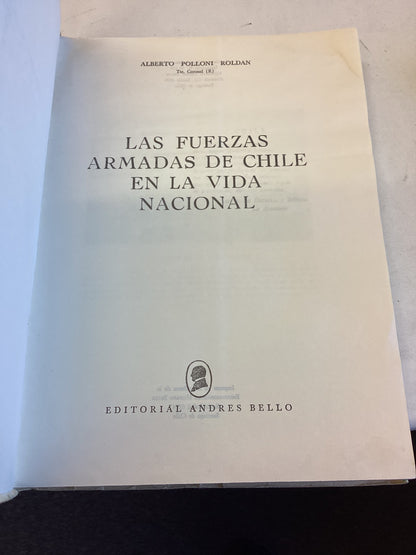 ALBERTO POLLONI ROLDAN
Tte. Coronel (R)
LAS FUERZAS
ARMADAS DE CHILE
EN LA VIDA
NACIONAL
EDITORIAL ANDRES BELLO